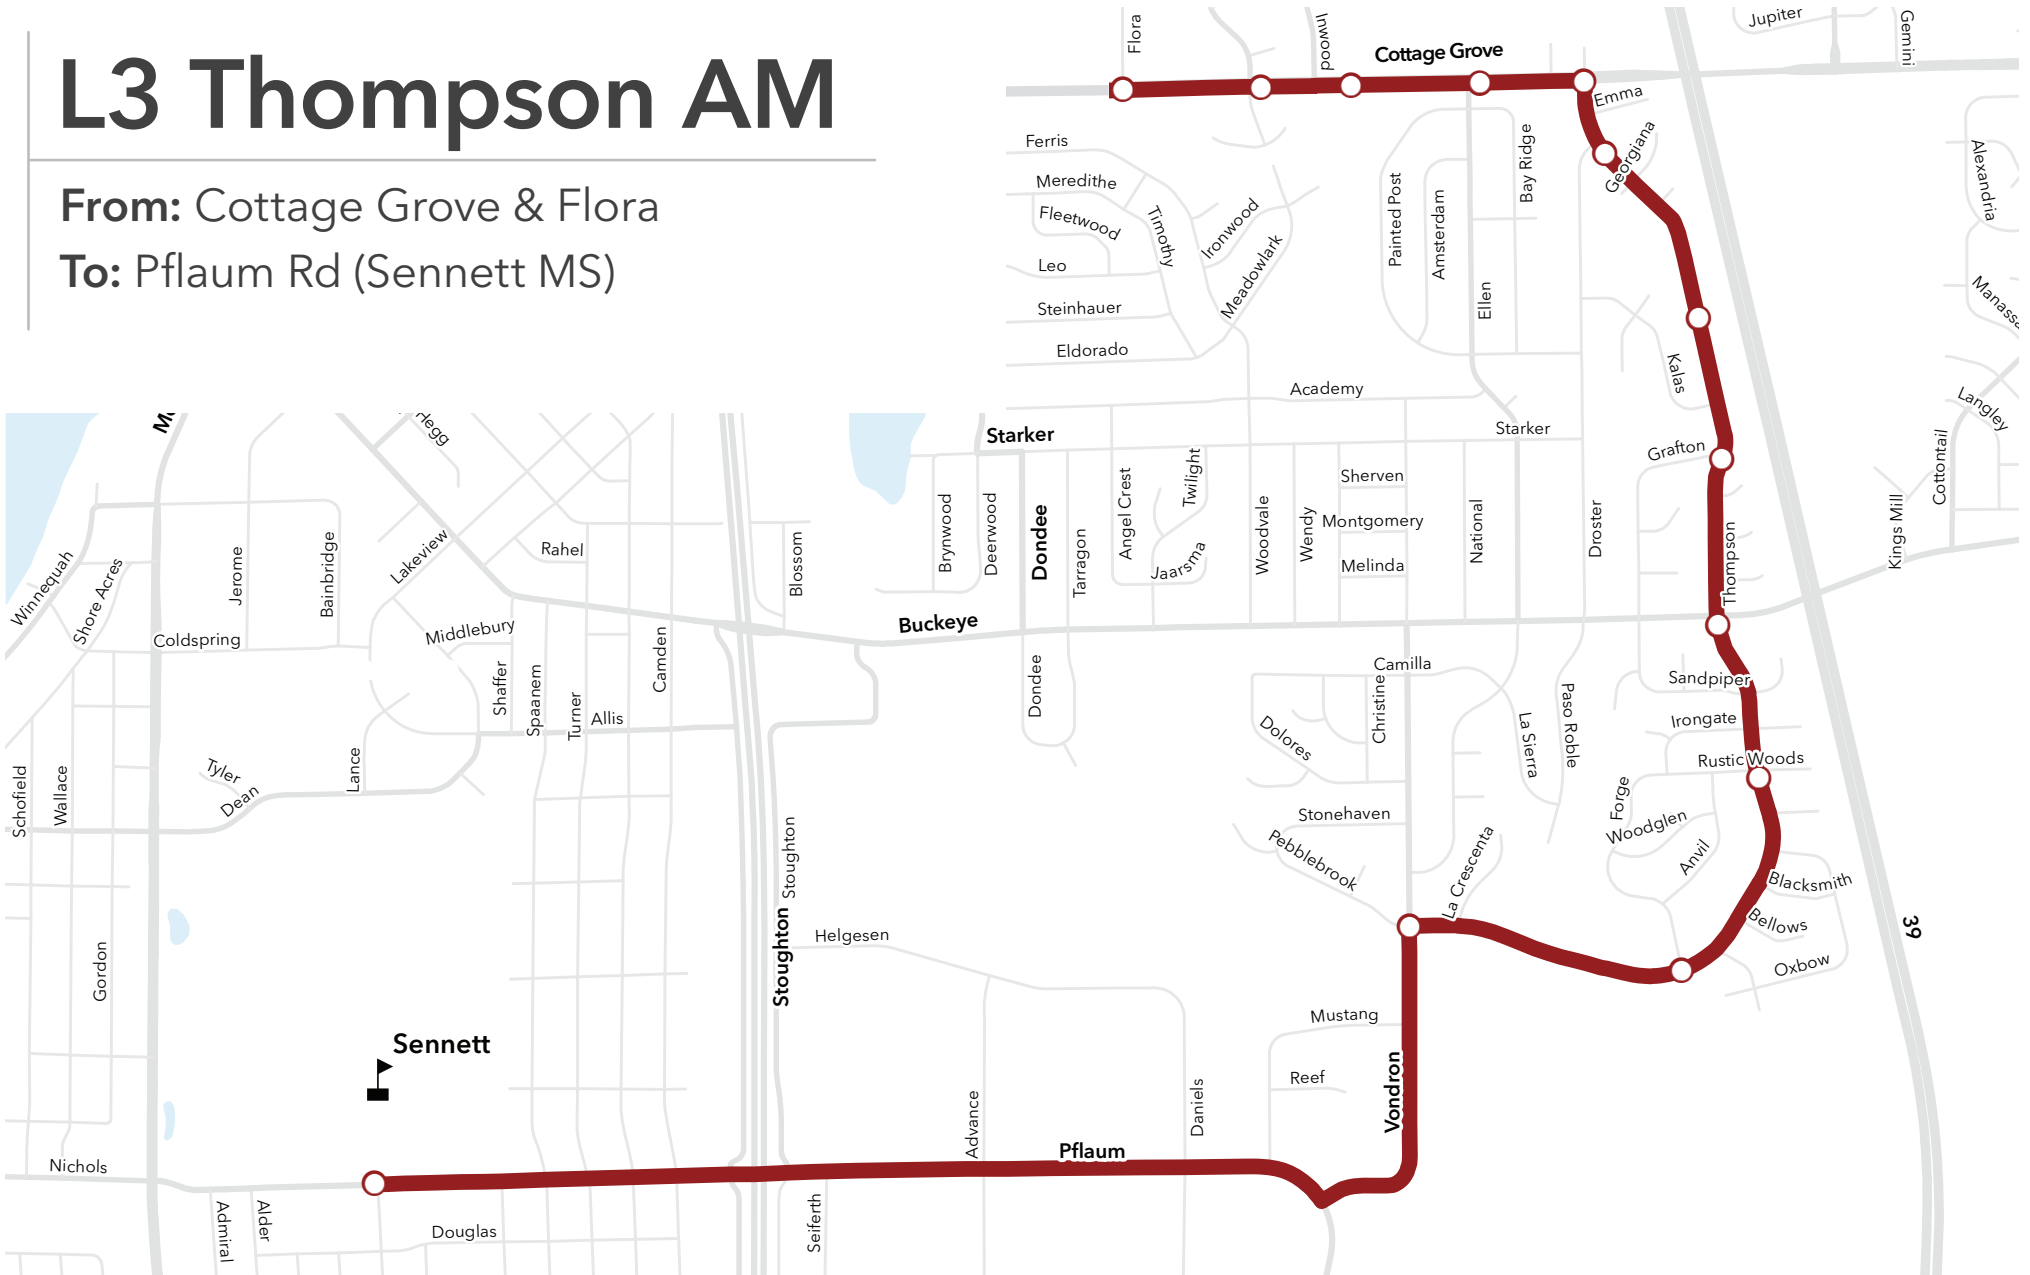 L3 Thompson AM
From: Cottage Grove & Flora
To: Pflaum Rd (Sennett MS)
Flora
Inwood
Cottage Grove
Jupiter
Gemini
Emma
Georgiana
Ferris
Meredithe
Fleetwood
Timothy
Ironwood
Meadowlark
Leo
Steinhauer
Eldorado
Painted Post
Amsterdam
Bay Ridge
Ellen
Alexandria
Kalas
Academy
Starker
Starker
Grafton
Langley
Cottontail
Kings Mill
Hegg
Brynwood
Deerwood
Dondee
Tarragon
Angel Crest
Twilight
Jaarsma
Woodvale
Wendy
Sherven
Montgomery
Melinda
National
Droster
Thompson
Winnequah
Shore Acres
Jerome
Bainbridge
Lakeview
Rahel
Blossom
Coldspring
Middlebury
Camden
Buckeye
Shaffer
Spaanem
Turner
Allis
Dondee
Camilla
Christine
Dolores
La Sierra
Paso Roble
Sandpiper
Irongate
Rustic Woods
Schofield
Wallace
Tyler
Dean
Lance
Stoughton
Stonehaven
Pebblebrook
La Crescenta
Forge
Woodglen
Anvil
Blacksmith
Bellows
Oxbow
39
Gordon
Stoughton
Helgesen
Sennett
Mustang
Reef
Vondron
Advance
Daniels
Pflaum
Nichols
Admiral
Alder
Douglas
Seiferth